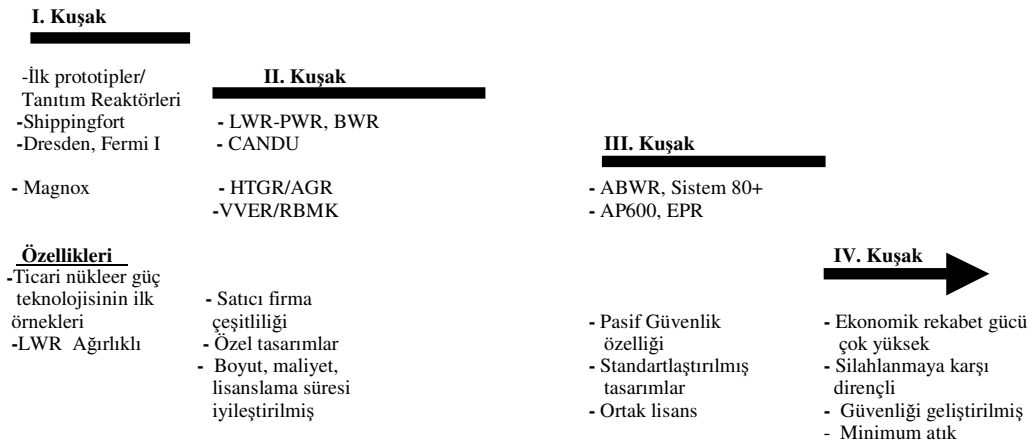 I. Kuşak
-İlk prototipler/
Tanıtım Reaktörleri
-Shippingfort
-Dresden, Fermi I
- Magnox
Özellikleri
-Ticari nükleer güç
teknolojisinin ilk
örnekleri
-LWR Ağırlıklı
II. Kuşak
- LWR-PWR, BWR
- CANDU
- HTGR/AGR
-VVER/RBMK
- Satıcı firma
çeşitliliği
- Özel tasarımlar
- Boyut, maliyet,
lisanslama süresi
iyileştirilmiş
III. Kuşak
- ABWR, Sistem 80+
- AP600, EPR
- Pasif Güvenlik
özelliği
- Standartlaştırılmış
tasarımlar
- Ortak lisans
IV. Kuşak
- Ekonomik rekabet gücü
çok yüksek
- Silahlanmaya karşı
dirençli
- Güvenliği geliştirilmiş
- Minimum atık